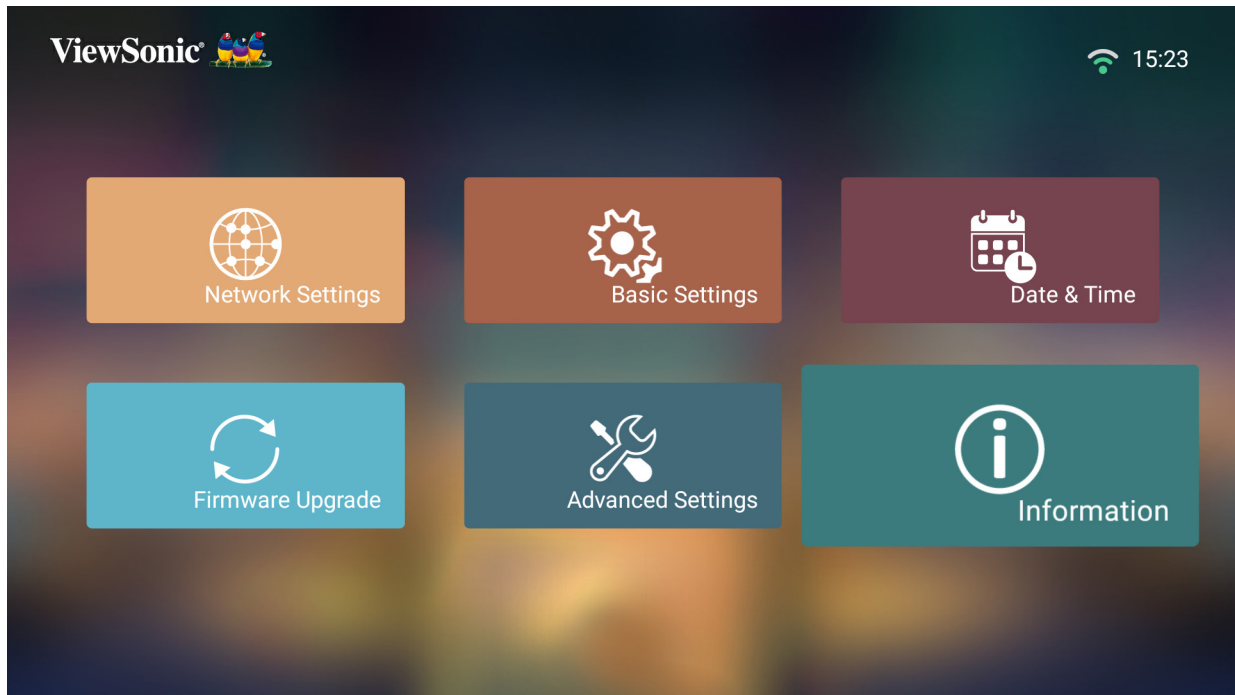 ViewSonic®
15:23
Network Settings
Basic Settings
Date & Time
Firmware Upgrade
Advanced Settings
Information